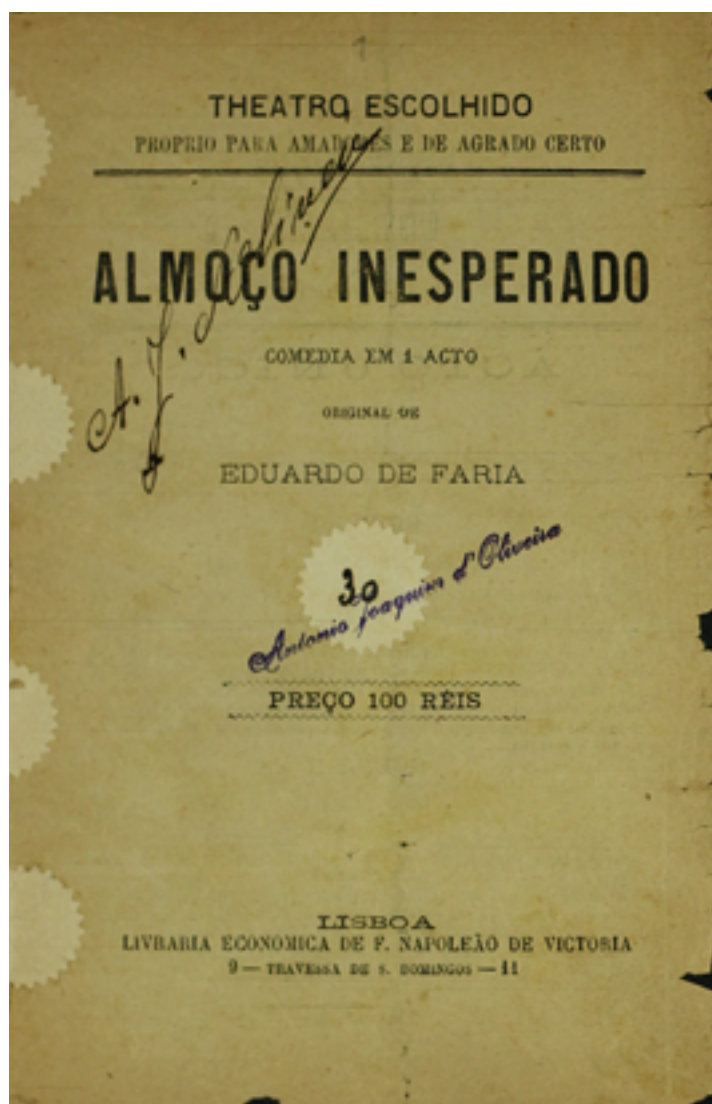 THEATRO ESCOLHIDO
PROPRIO PARA AMADORES E DE AGRADO CERTO
ALMOÇO INESPERADO
COMEDIA EM 1 ACTO
ORIGINAL DE
EDUARDO DE FARIA
A. J.
30
Antonio Joaquim d'Oliveira
PREÇO 100 RÉIS
LISBOA
LIVRARIA ECONOMICA DE F. NAPOLEÃO DE VICTORIA
9 — TRAVESSA DE S. DOMINGOS — 11